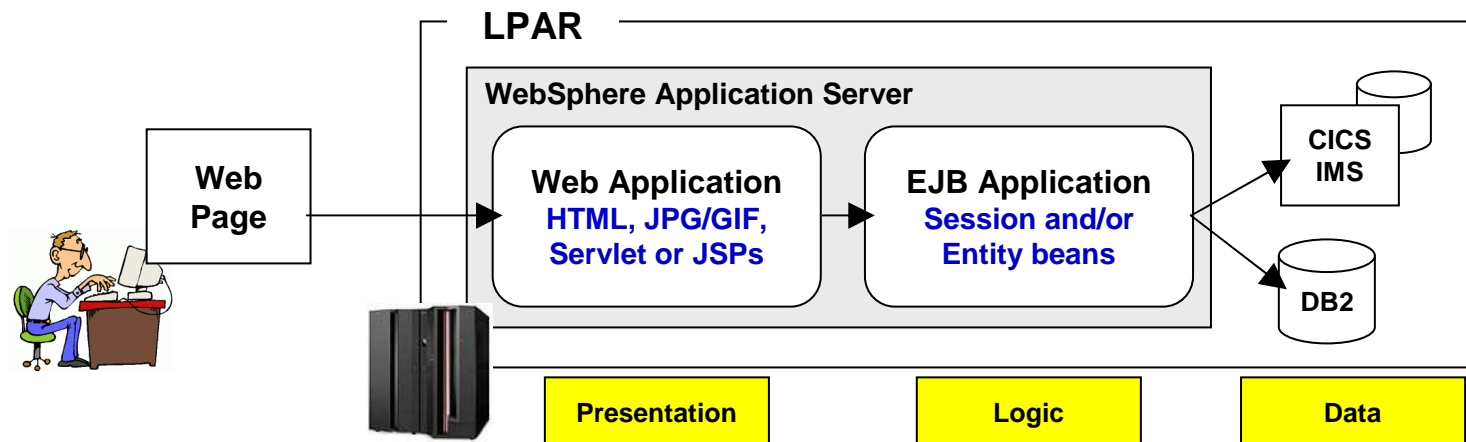 LPAR
WebSphere Application Server
Web
Page
Web Application
HTML, JPG/GIF,
Servlet or JSPs
EJB Application
Session and/or
Entity beans
CICS
IMS
DB2
Presentation
Logic
Data